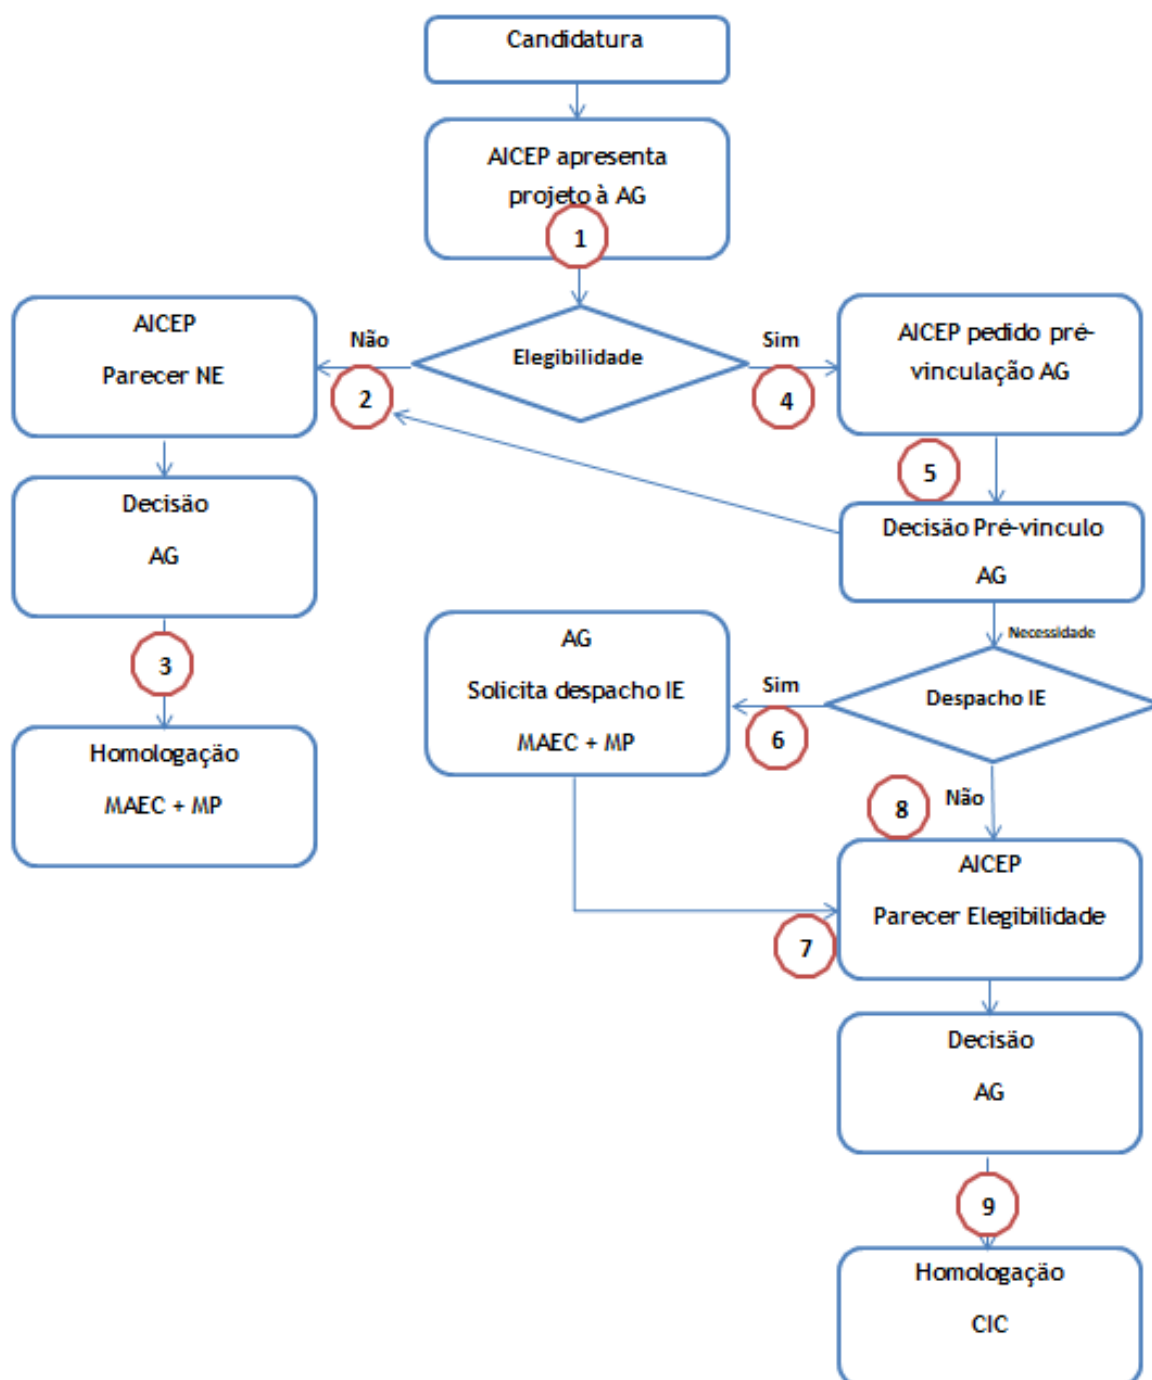 Candidatura
AICEP apresenta
projeto à AG
1
Elegibilidade
Não
2
Sim
4
AICEP
Parecer NE
AICEP pedido pré-
vinculação AG
5
Decisão
AG
Decisão Pré-vinculo
AG
3
Necessidade
Homologação
MAEC + MP
AG
Solicita despacho IE
MAEC + MP
Sim
6
Despacho IE
Não
8
7
AICEP
Parecer Elegibilidade
Decisão
AG
9
Homologação
CIC